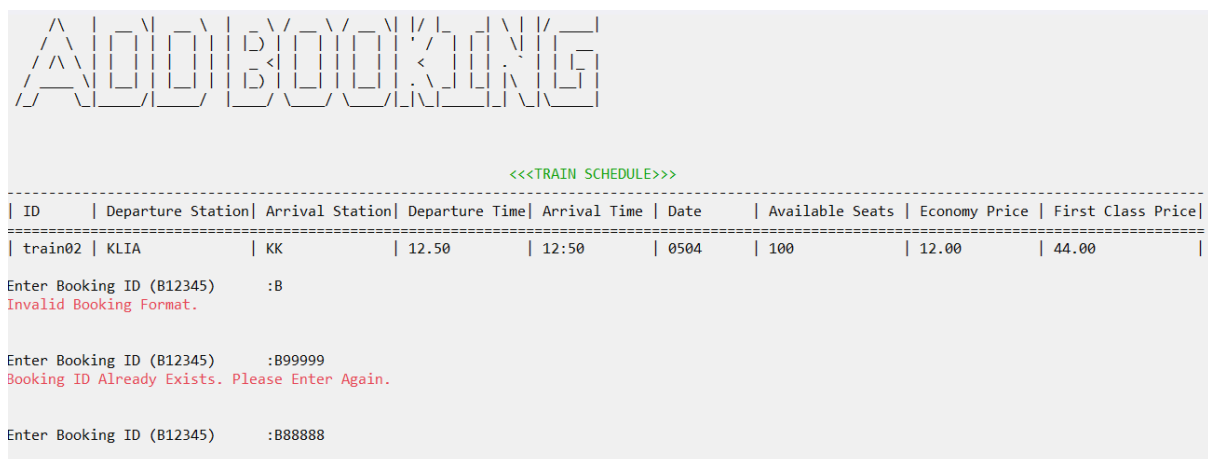 ADD BOOKING
<<<TRAIN SCHEDULE>>>
| ID | Departure Station| Arrival Station| Departure Time| Arrival Time | Date | Available Seats | Economy Price | First Class Price|
| train02 | KLIA | KK | 12.50 | 12:50 | 0504 | 100 | 12.00 | 44.00 |
Enter Booking ID (B12345) :B
Invalid Booking Format.
Enter Booking ID (B12345) :B99999
Booking ID Already Exists. Please Enter Again.
Enter Booking ID (B12345) :B88888